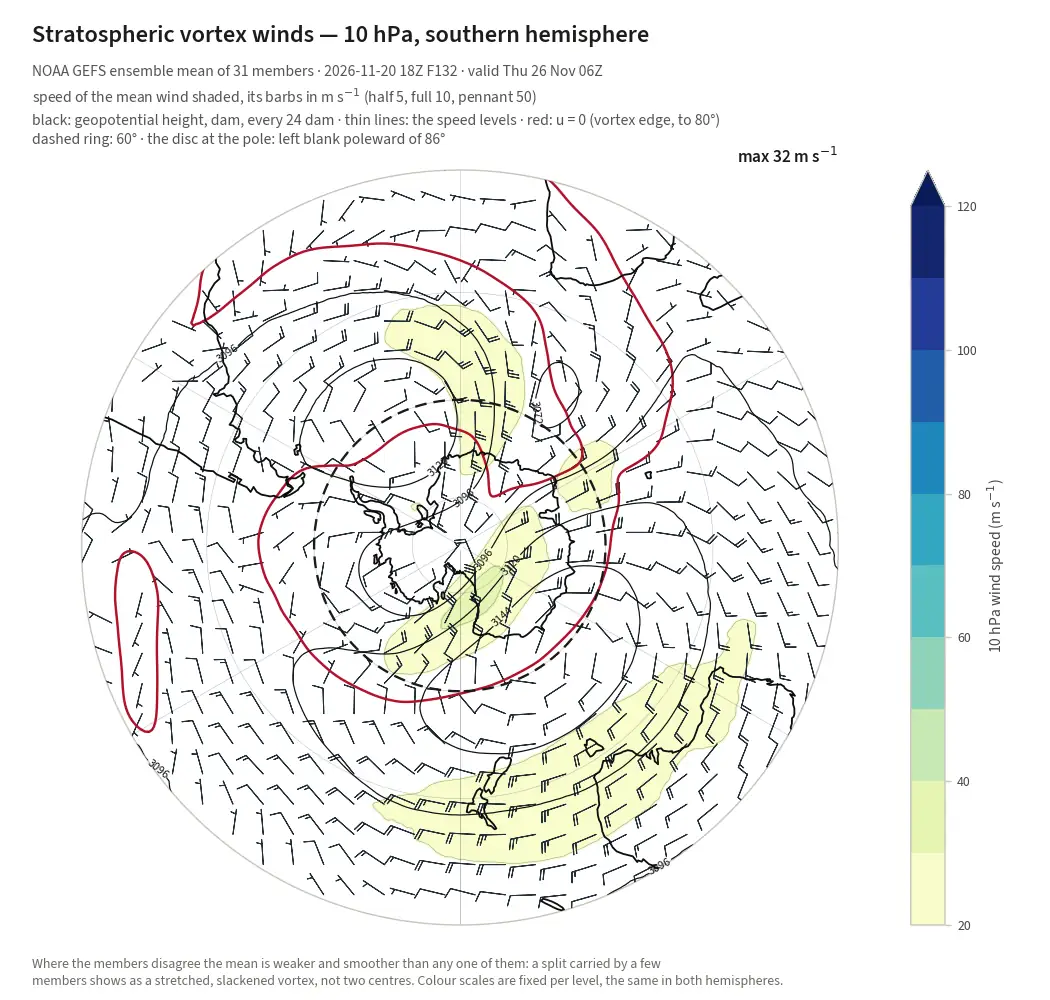 Stratospheric vortex winds — 10 hPa, southern hemisphere
NOAA GEFS ensemble mean of 31 members · 2026-11-20 18Z F132 · valid Thu 26 Nov 06Z
speed of the mean wind shaded, its barbs in m s⁻¹ (half 5, full 10, pennant 50)
black: geopotential height, dam, every 24 dam · thin lines: the speed levels · red: u = 0 (vortex edge, to 80°)
dashed ring: 60° · the disc at the pole: left blank poleward of 86°
max 32 m s⁻¹
120
100
80
60
40
20
10 hPa wind speed (m s⁻¹)
3096
3096
3096
3144
3096
3096
Where the members disagree the mean is weaker and smoother than any one of them: a split carried by a few
members shows as a stretched, slackened vortex, not two centres. Colour scales are fixed per level, the same in both hemispheres.